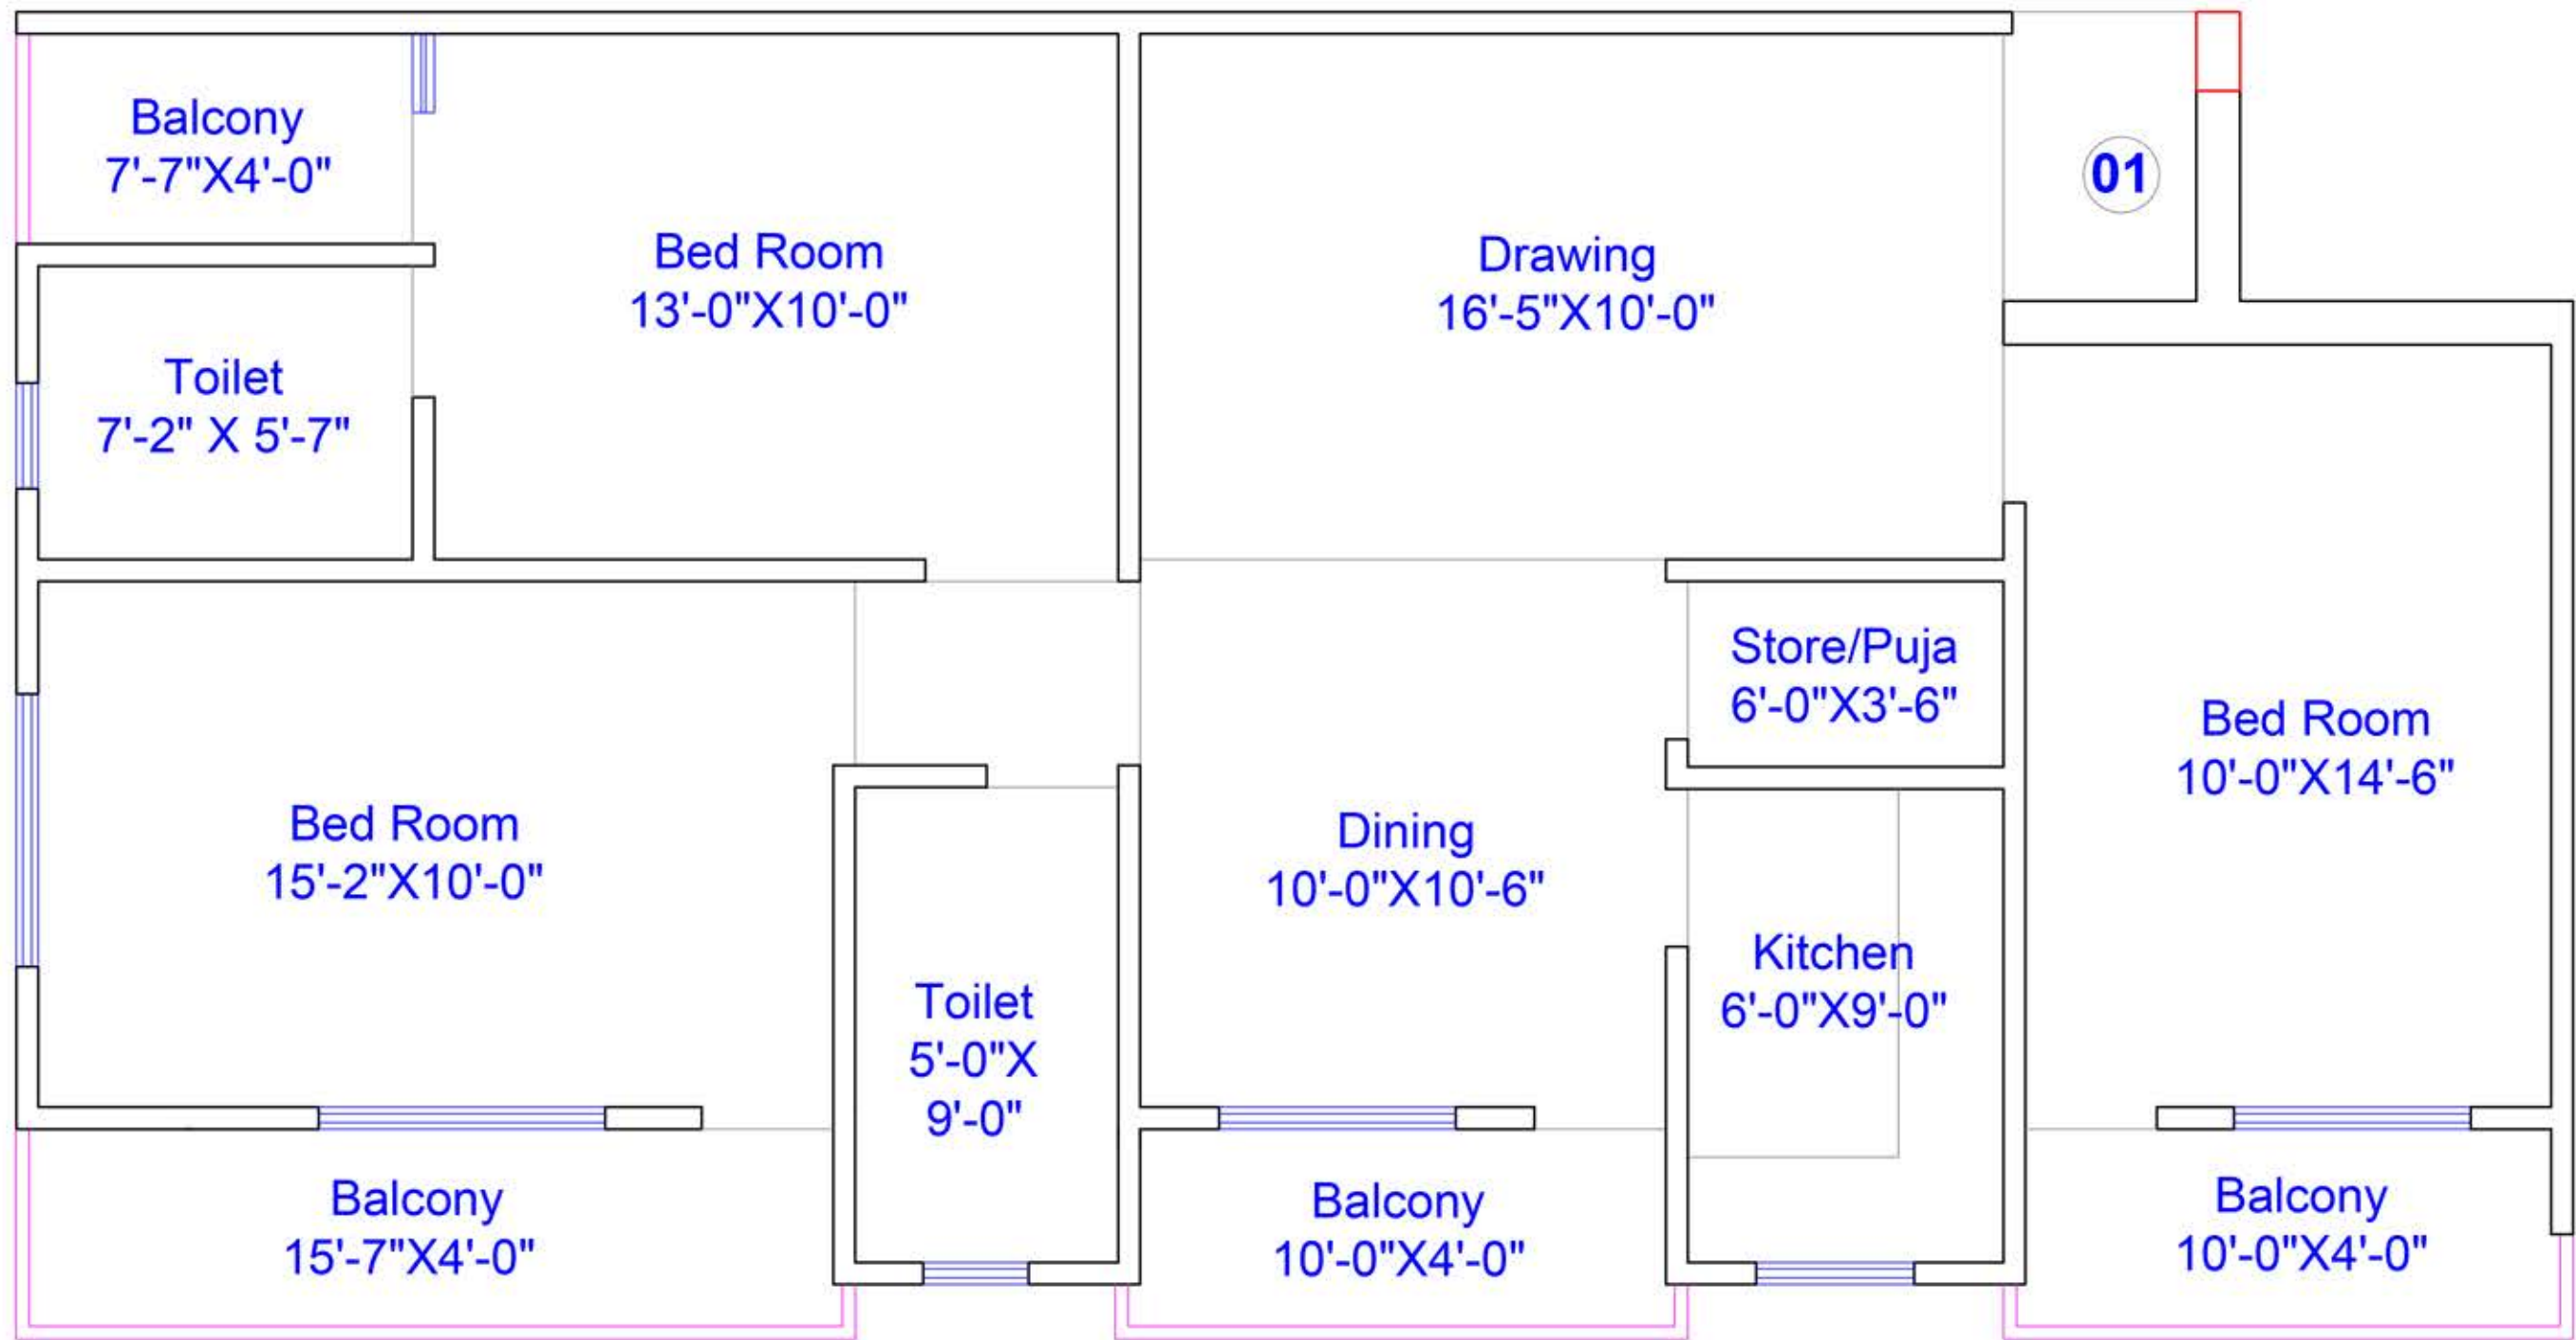 Balcony
7'-7"X4'-0"
Bed Room
13'-0"X10'-0"
Drawing
16'-5"X10'-0"
01
Toilet
7'-2" X 5'-7"
Store/Puja
6'-0"X3'-6"
Bed Room
10'-0"X14'-6"
Bed Room
15'-2"X10'-0"
Dining
10'-0"X10'-6"
Kitchen
6'-0"X9'-0"
Toilet
5'-0"X
9'-0"
Balcony
15'-7"X4'-0"
Balcony
10'-0"X4'-0"
Balcony
10'-0"X4'-0"